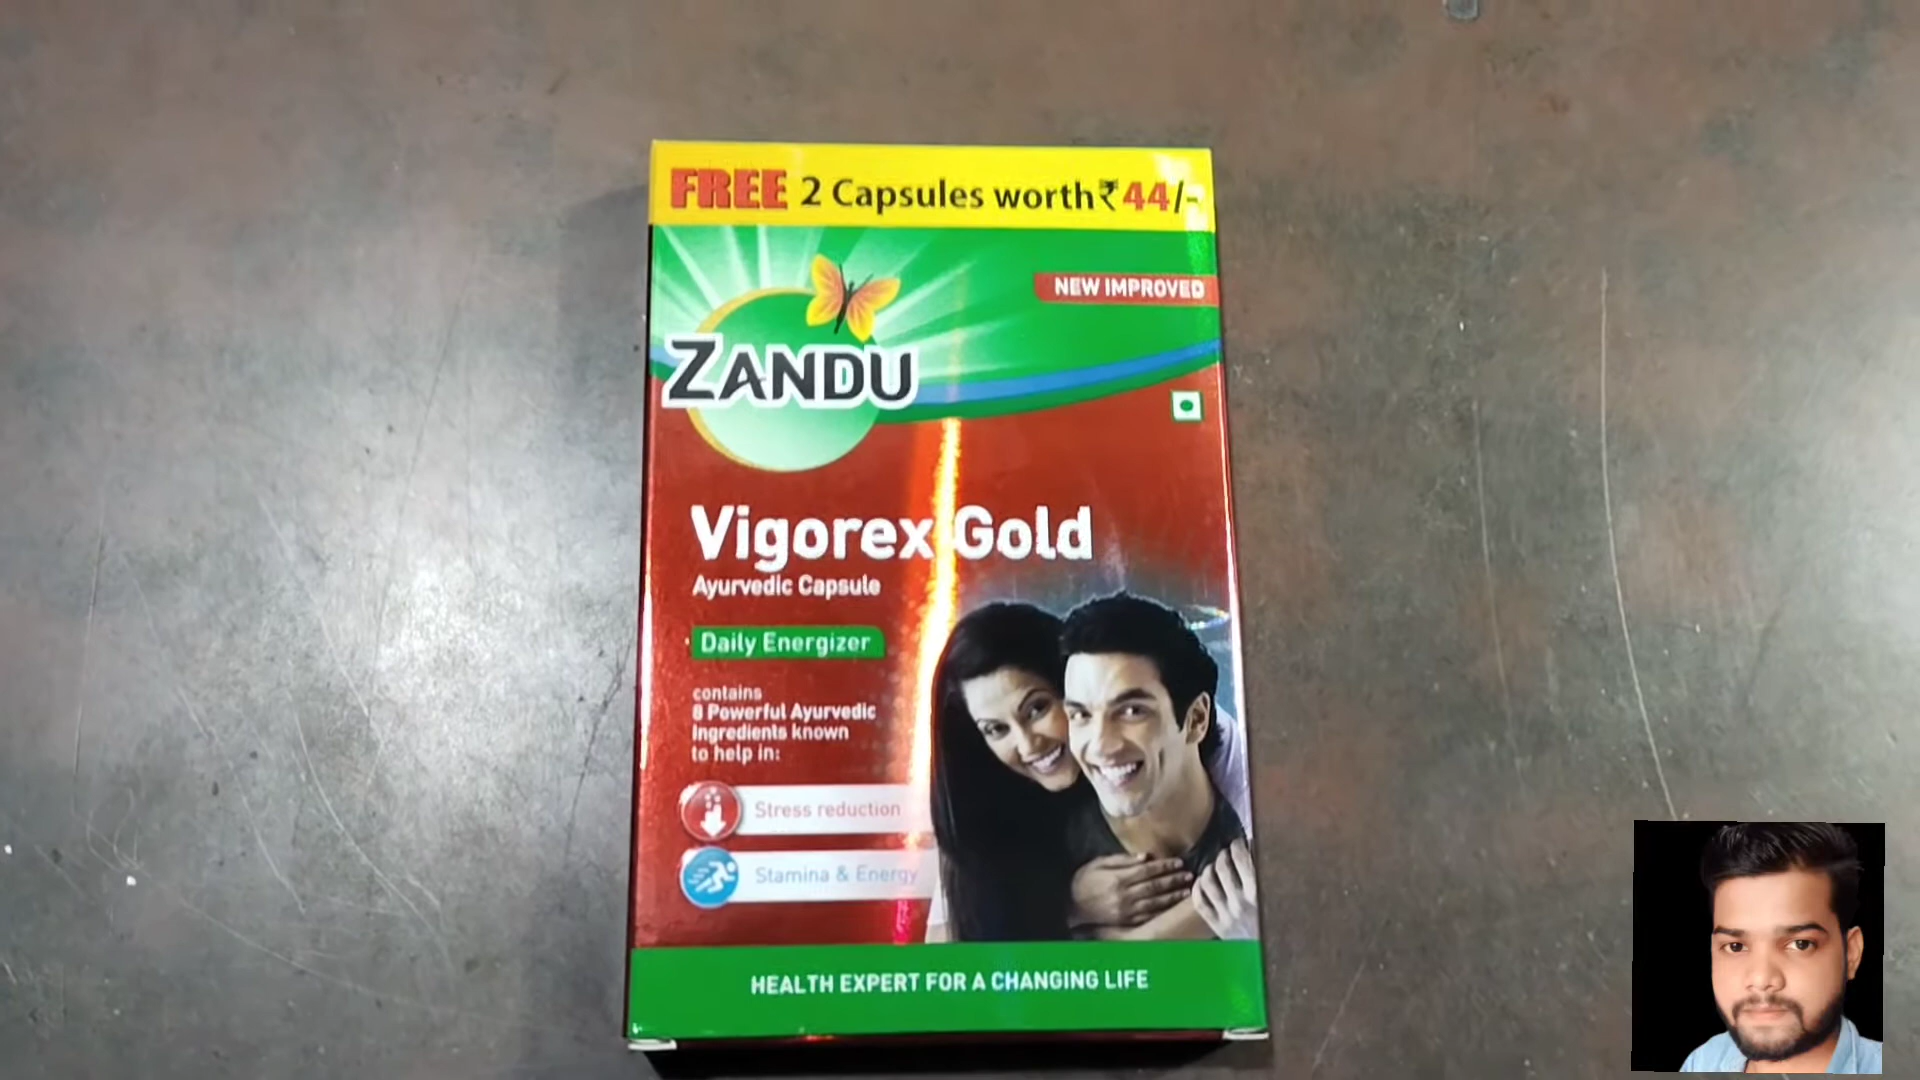 FREE 2 Capsules worth ₹44/-
NEW IMPROVED
ZANDU
Vigorex Gold
Ayurvedic Capsule
Daily Energizer
contains
8 Powerful Ayurvedic
Ingredients known
to help in:
Stress reduction
Stamina & Energy
HEALTH EXPERT FOR A CHANGING LIFE